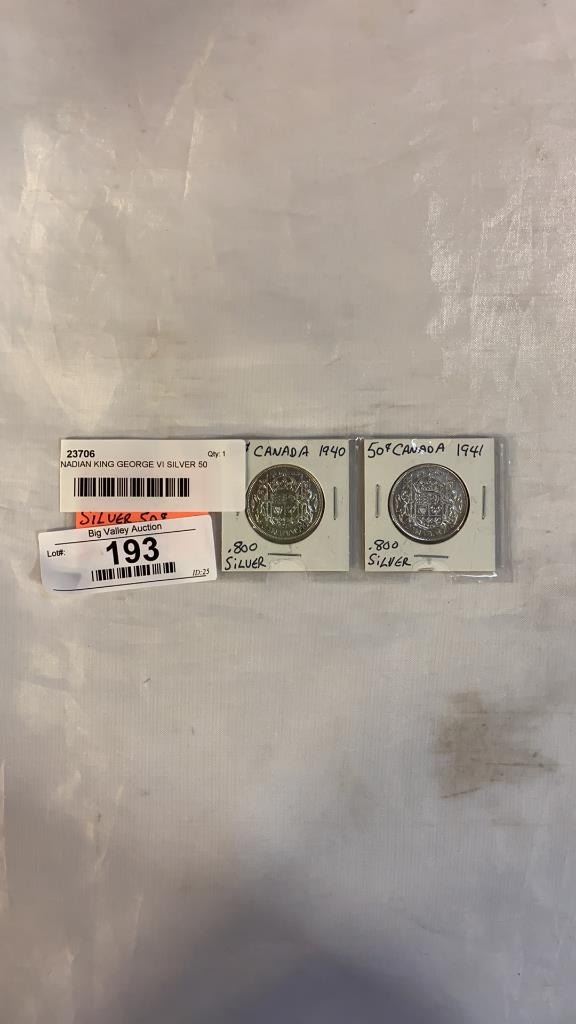 23706
Qty: 1
NADIAN KING GEORGE VI SILVER 50
SILVER 50¢
Big Valley Auction
Lot#:
193
ID:25
¢ CANADA 1940
.800
SILVER
50¢ CANADA 1941
.800
SILVER